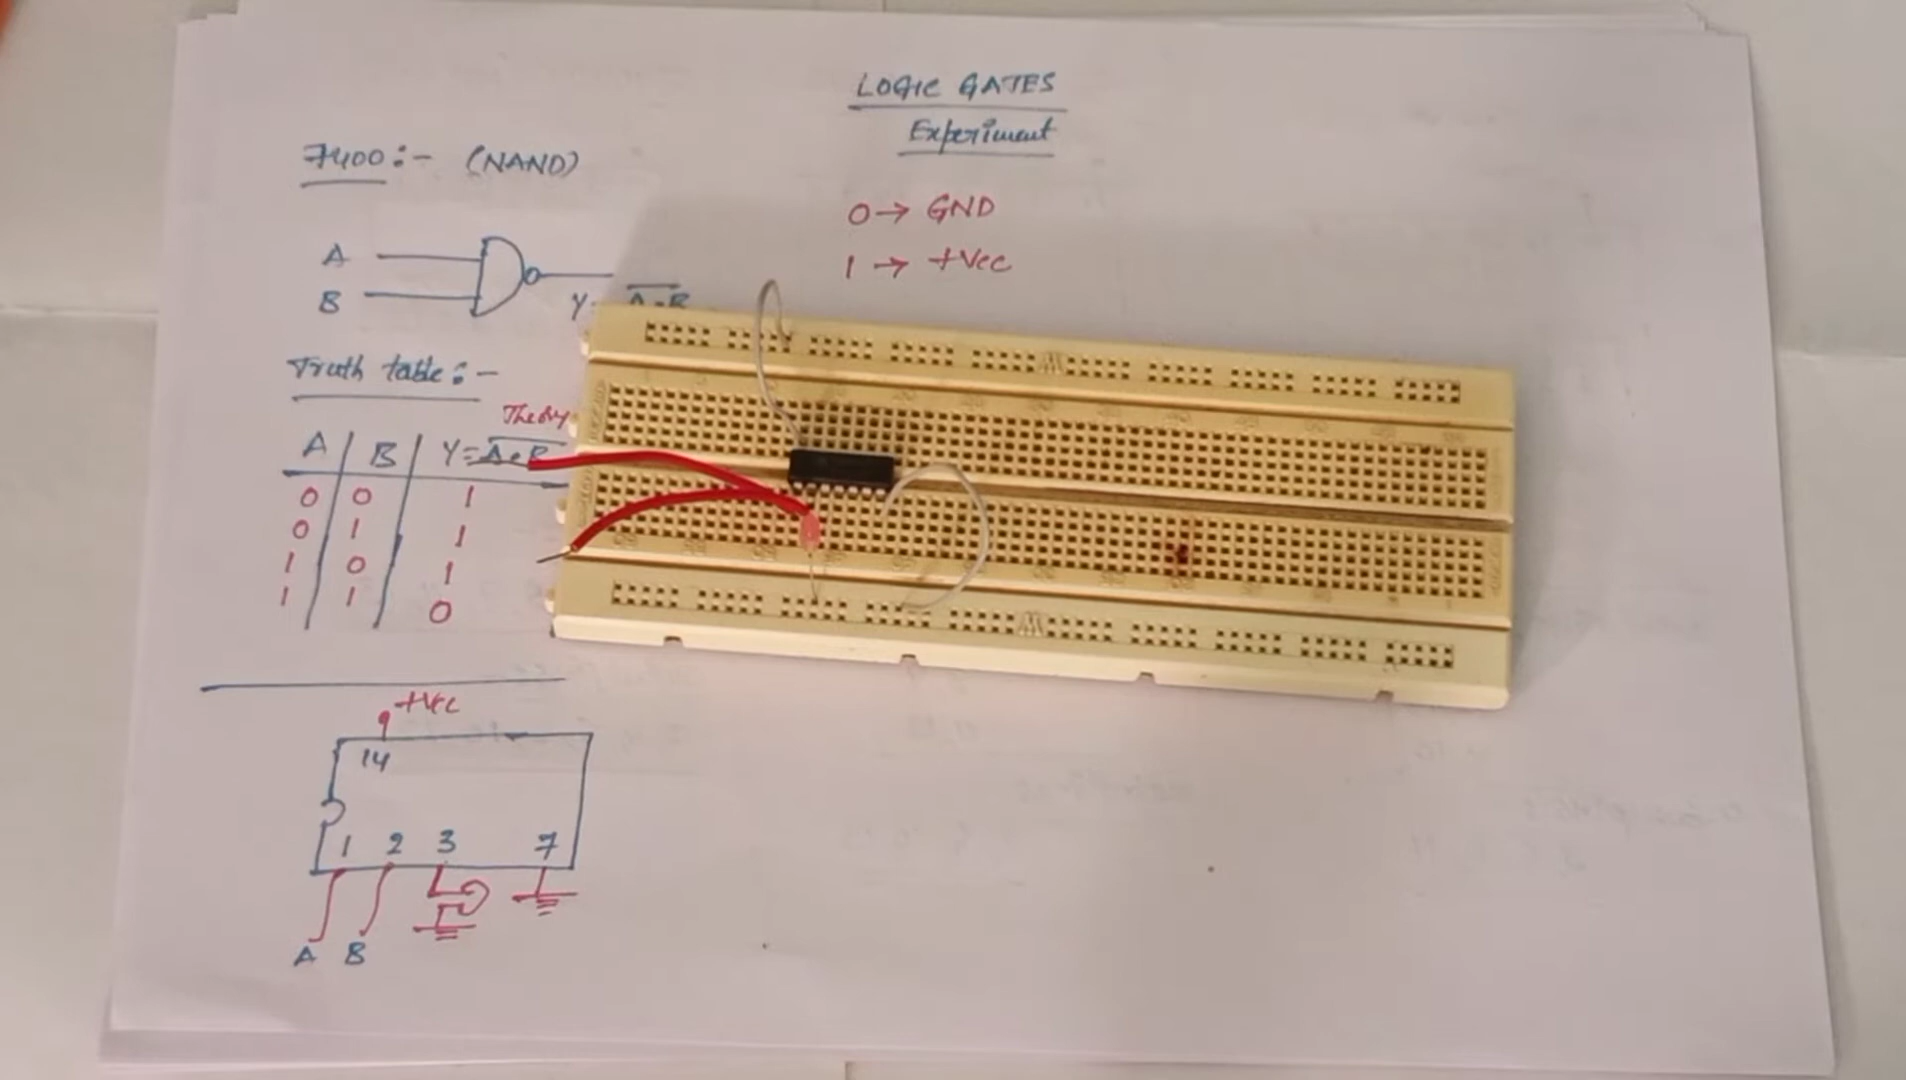 LOGIC GATES
Experiment
0 → GND
1 → +Vcc
7400 :- (NAND)
A
B
Y= A.B
Truth table :-
Theory
A B Y= A.B
0 0 1
0 1 1
1 0 1
1 1 0
+Vcc
14
1 2 3 7
A B